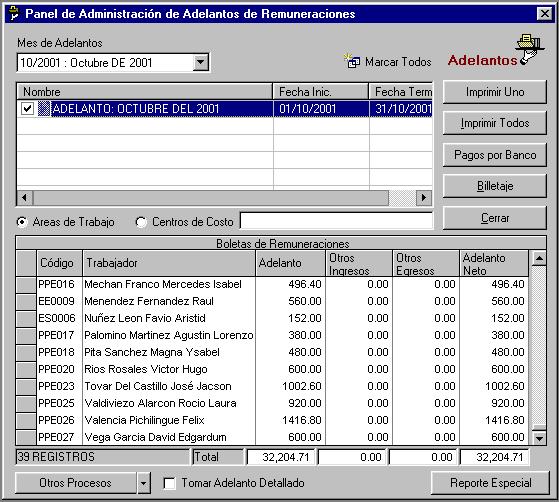 Panel de Administración de Adelantos de Remuneraciones
Mes de Adelantos
10/2001 : Octubre DE 2001
Marcar Todos
Adelantos
Nombre Fecha Inic. Fecha Term
ADELANTO: OCTUBRE DEL 2001 01/10/2001 31/10/2001
Imprimir Uno
Imprimir Todos
Pagos por Banco
Billetaje
Cerrar
Areas de Trabajo Centros de Costo
Boletas de Remuneraciones
Código Trabajador Adelanto Otros Ingresos Otros Egresos Adelanto Neto
PPE016 Mechan Franco Mercedes Isabel 496.40 0.00 0.00 496.40
EE0009 Menendez Fernandez Raul 560.00 0.00 0.00 560.00
ES0006 Nuñez Leon Favio Aristid 152.00 0.00 0.00 152.00
PPE017 Palomino Martinez Agustin Lorenzo 380.00 0.00 0.00 380.00
PPE018 Pita Sanchez Magna Ysabel 480.00 0.00 0.00 480.00
PPE020 Rios Rosales Victor Hugo 600.00 0.00 0.00 600.00
PPE023 Tovar Del Castillo José Jacson 1002.60 0.00 0.00 1002.60
PPE025 Valdiviezo Alarcon Rocio Laura 920.00 0.00 0.00 920.00
PPE026 Valencia Pichilingue Felix 1416.80 0.00 0.00 1416.80
PPE027 Vega Garcia David Edgardum 600.00 0.00 0.00 600.00
39 REGISTROS Total 32,204.71 0.00 0.00 32,204.71
Otros Procesos Tomar Adelanto Detallado Reporte Especial